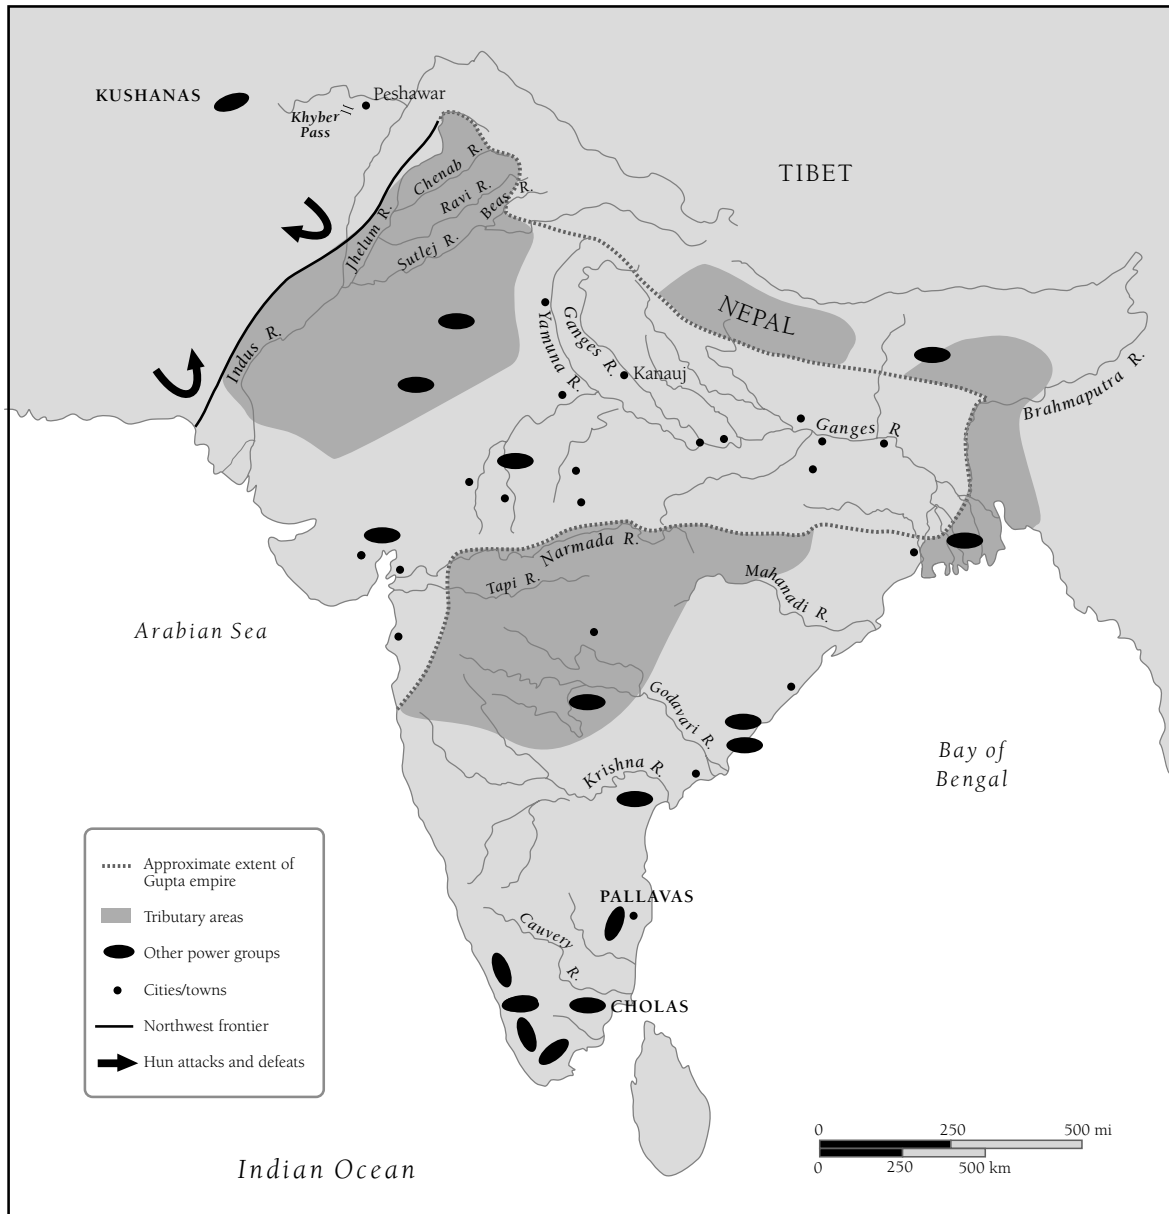 KUSHANAS
Peshawar
Khyber
Pass
TIBET
Chenab R.
Ravi R.
Beas R.
Jhelum R.
Sutlej R.
NEPAL
Indus R.
Yamuna R.
Ganges R.
Kanauj
Brahmaputra R.
Ganges R
Narmada R.
Tapi R.
Mahanadi R.
Arabian Sea
Godavari R.
Krishna R.
Bay of
Bengal
Approximate extent of
Gupta empire
Tributary areas
Other power groups
Cities/towns
Northwest frontier
Hun attacks and defeats
PALLAVAS
Cauvery R.
CHOLAS
0 250 500 mi
0 250 500 km
Indian Ocean